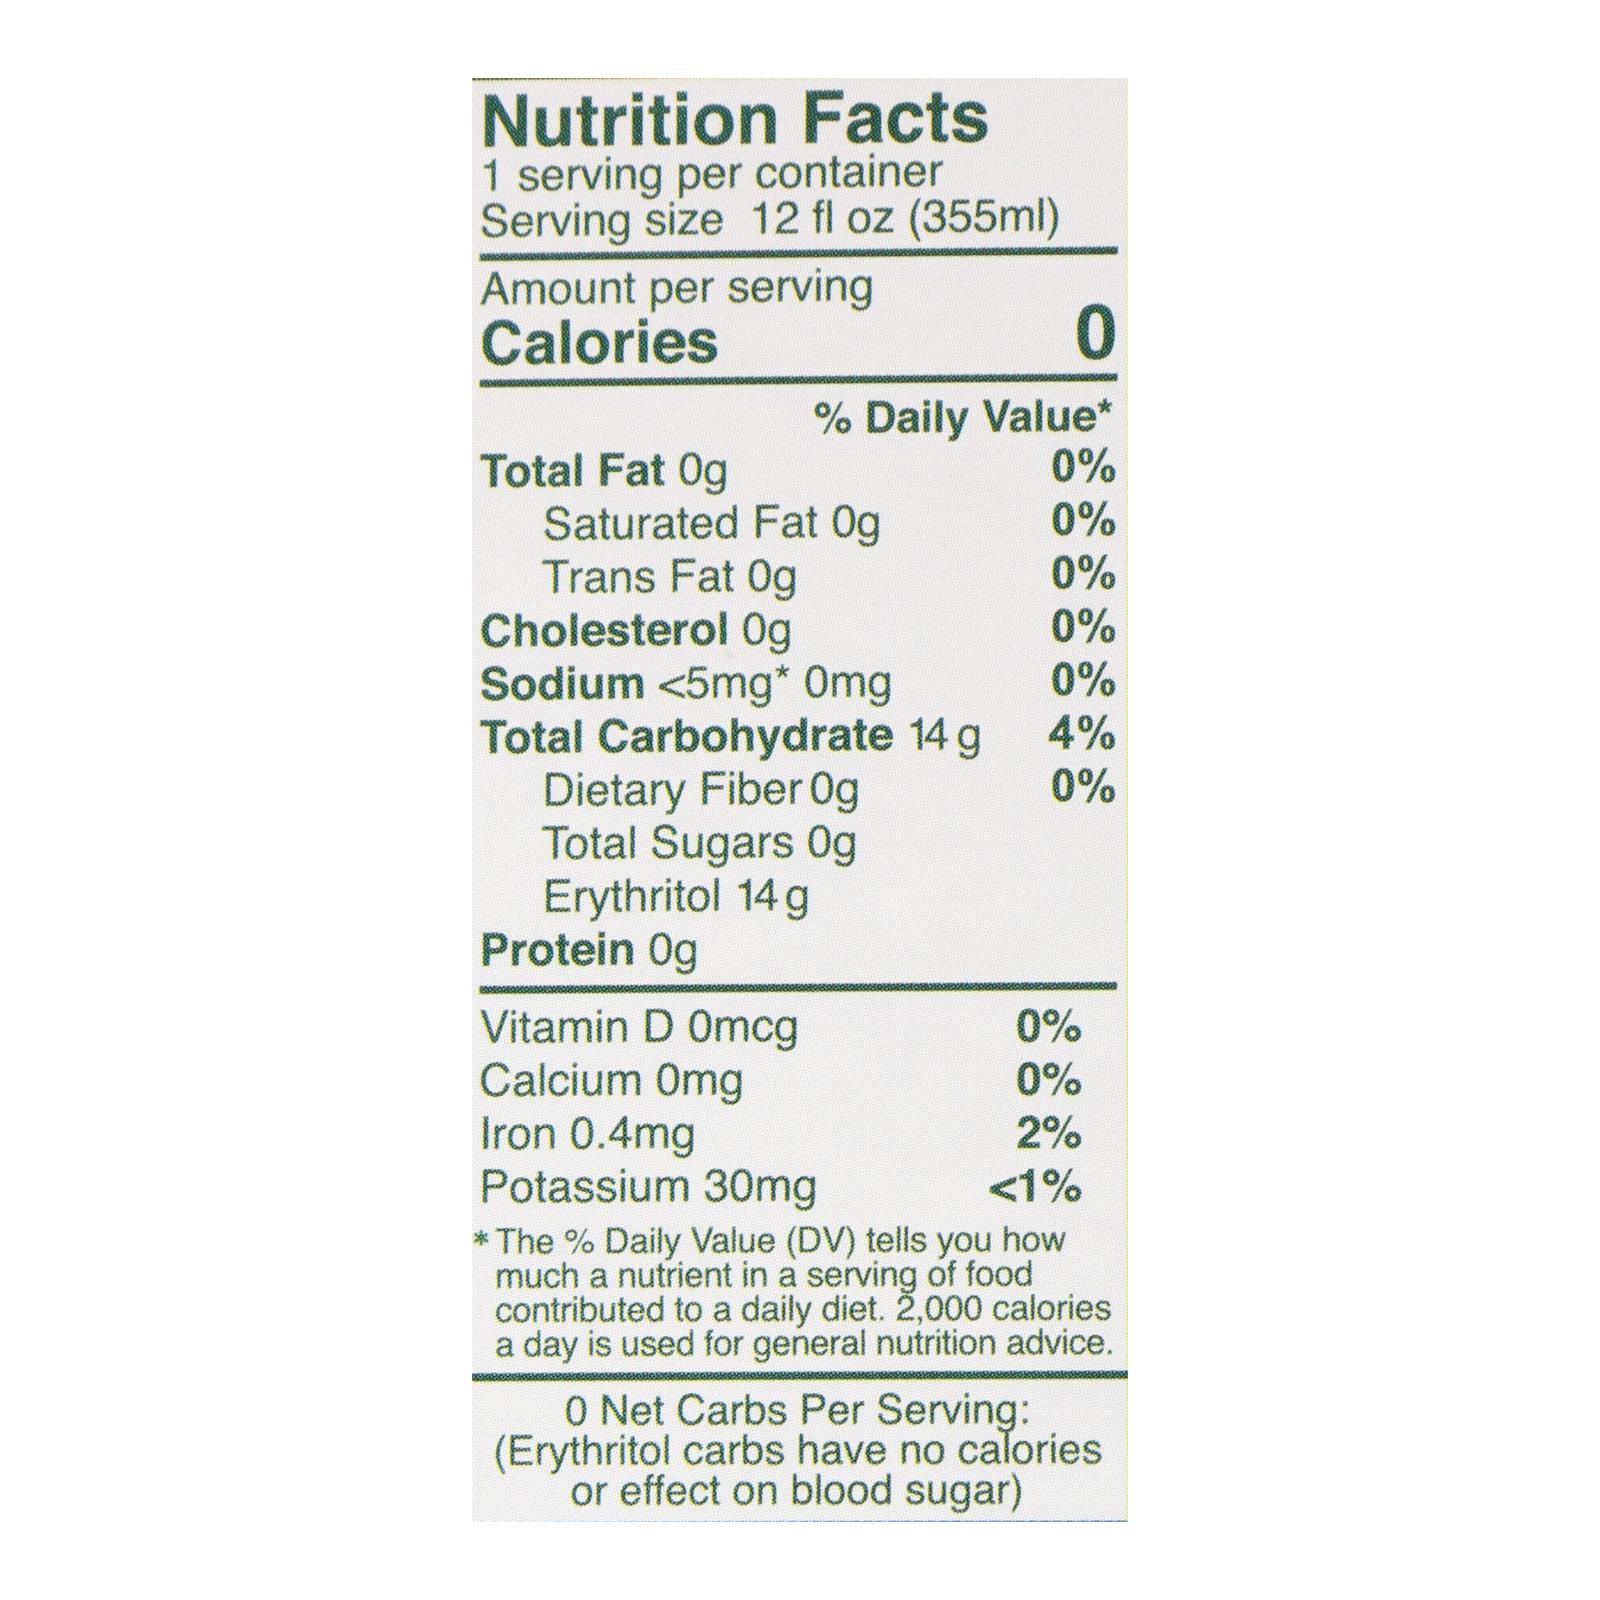 Nutrition Facts
1 serving per container
Serving size 12 fl oz (355ml)
Amount per serving
Calories 0
% Daily Value*
Total Fat 0g 0%
Saturated Fat 0g 0%
Trans Fat 0g 0%
Cholesterol 0g 0%
Sodium <5mg* 0mg 0%
Total Carbohydrate 14 g 4%
Dietary Fiber 0g 0%
Total Sugars 0g
Erythritol 14 g
Protein 0g
Vitamin D 0mcg 0%
Calcium 0mg 0%
Iron 0.4mg 2%
Potassium 30mg <1%
* The % Daily Value (DV) tells you how
much a nutrient in a serving of food
contributed to a daily diet. 2,000 calories
a day is used for general nutrition advice.
0 Net Carbs Per Serving:
(Erythritol carbs have no calories
or effect on blood sugar)